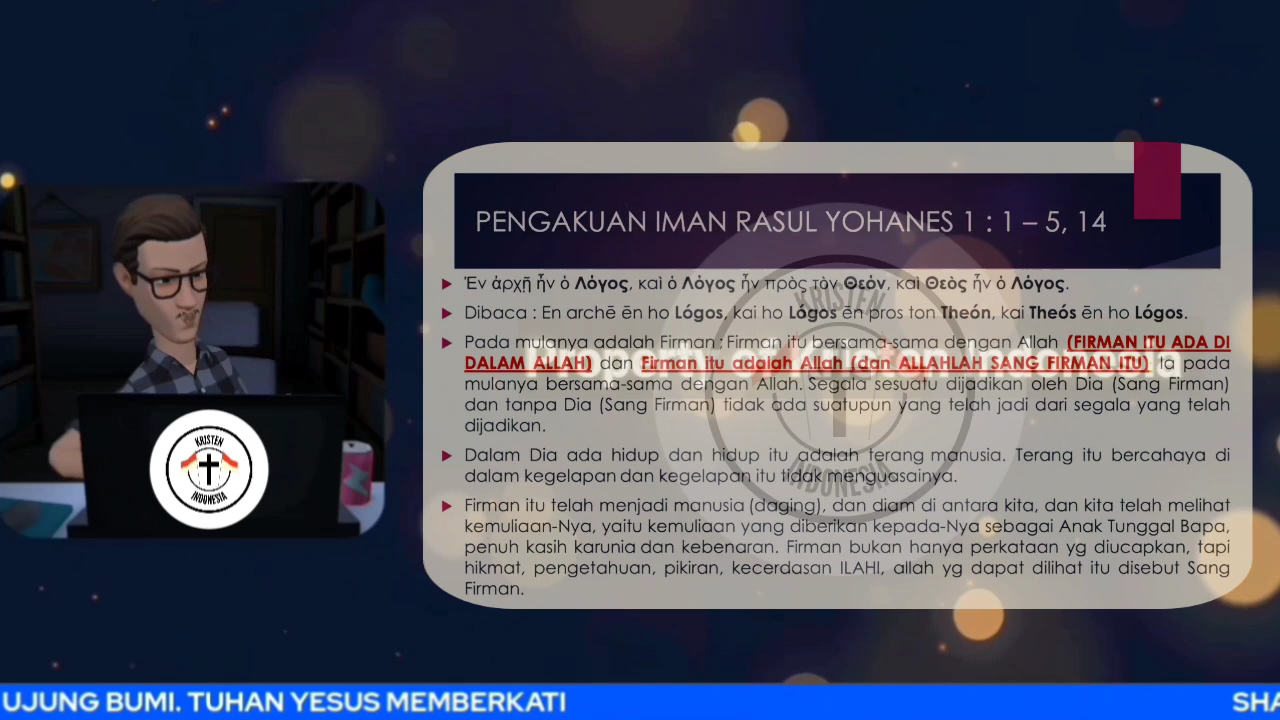 PENGAKUAN IMAN RASUL YOHANES 1 : 1 – 5, 14
Ἐν ἀρχῇ ἦν ὁ Λόγος, καὶ ὁ Λόγος ἦν πρὸς τὸν Θεόν, καὶ Θεὸς ἦν ὁ Λόγος.
Dibaca : En archē ēn ho Lógos, kai ho Lógos ēn pros ton Theón, kai Theós ēn ho Lógos.
Pada mulanya adalah Firman : Firman itu bersama-sama dengan Allah (FIRMAN ITU ADA DI
DALAM ALLAH) dan Firman itu adalah Allah (dan ALLAHLAH SANG FIRMAN ITU) Ia pada
mulanya bersama-sama dengan Allah. Segala sesuatu dijadikan oleh Dia (Sang Firman)
dan tanpa Dia (Sang Firman) tidak ada suatupun yang telah jadi dari segala yang telah
dijadikan.
Dalam Dia ada hidup dan hidup itu adalah terang manusia. Terang itu bercahaya di
dalam kegelapan dan kegelapan itu tidak menguasainya.
Firman itu telah menjadi manusia (daging), dan diam di antara kita, dan kita telah melihat
kemuliaan-Nya, yaitu kemuliaan yang diberikan kepada-Nya sebagai Anak Tunggal Bapa,
penuh kasih karunia dan kebenaran. Firman bukan hanya perkataan yg diucapkan, tapi
hikmat, pengetahuan, pikiran, kecerdasan ILAHI, allah yg dapat dilihat itu disebut Sang
Firman.
KRISTEN
INDONESIA
KRISTEN
INDONESIA
UJUNG BUMI. TUHAN YESUS MEMBERKATI